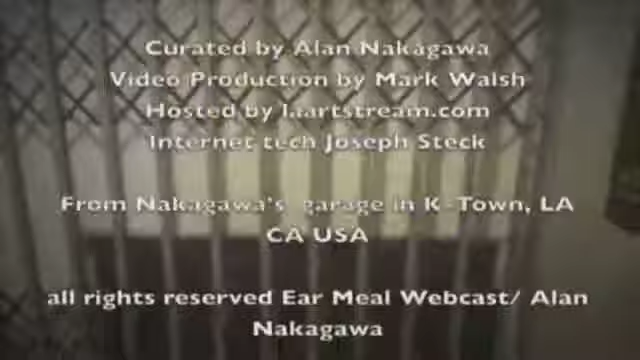 Curated by Alan Nakagawa
Video Production by Mark Walsh
Hosted by laartstream.com
Internet tech Joseph Steck
From Nakagawa's garage in K-Town, LA
CA USA
all rights reserved Ear Meal Webcast/ Alan
Nakagawa